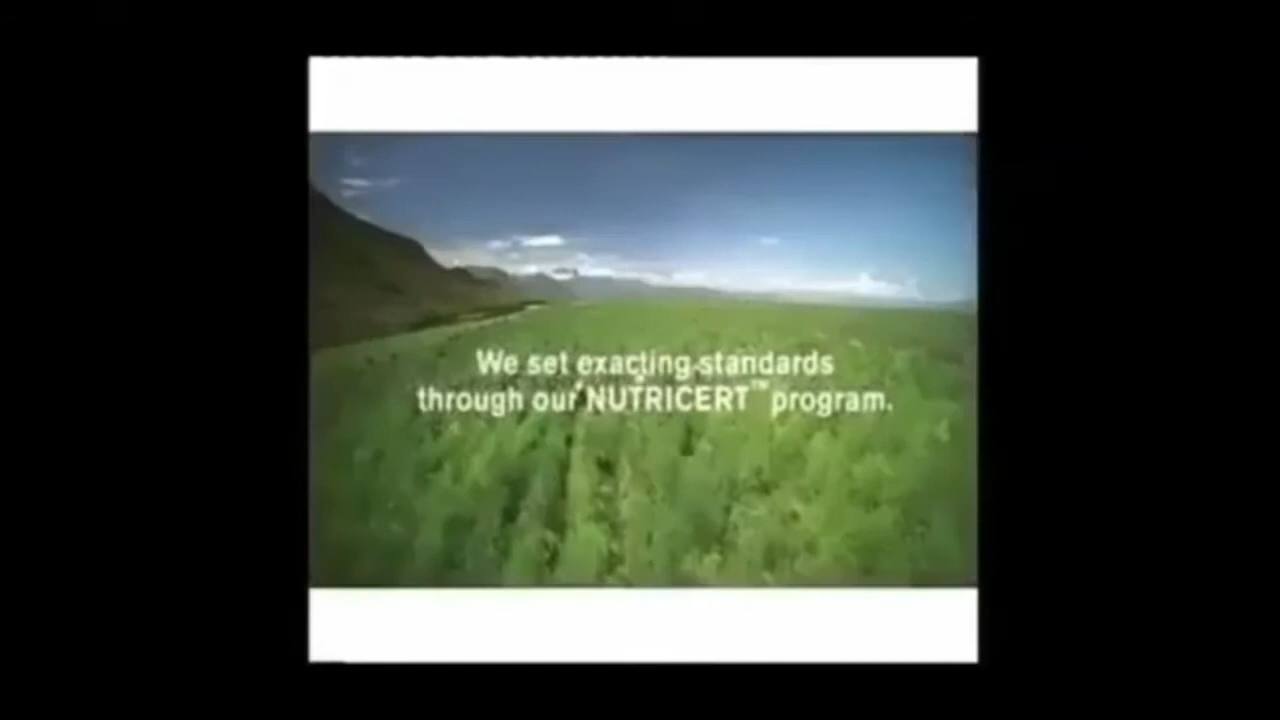 We set exacting standards
through our NUTRICERT™ program.